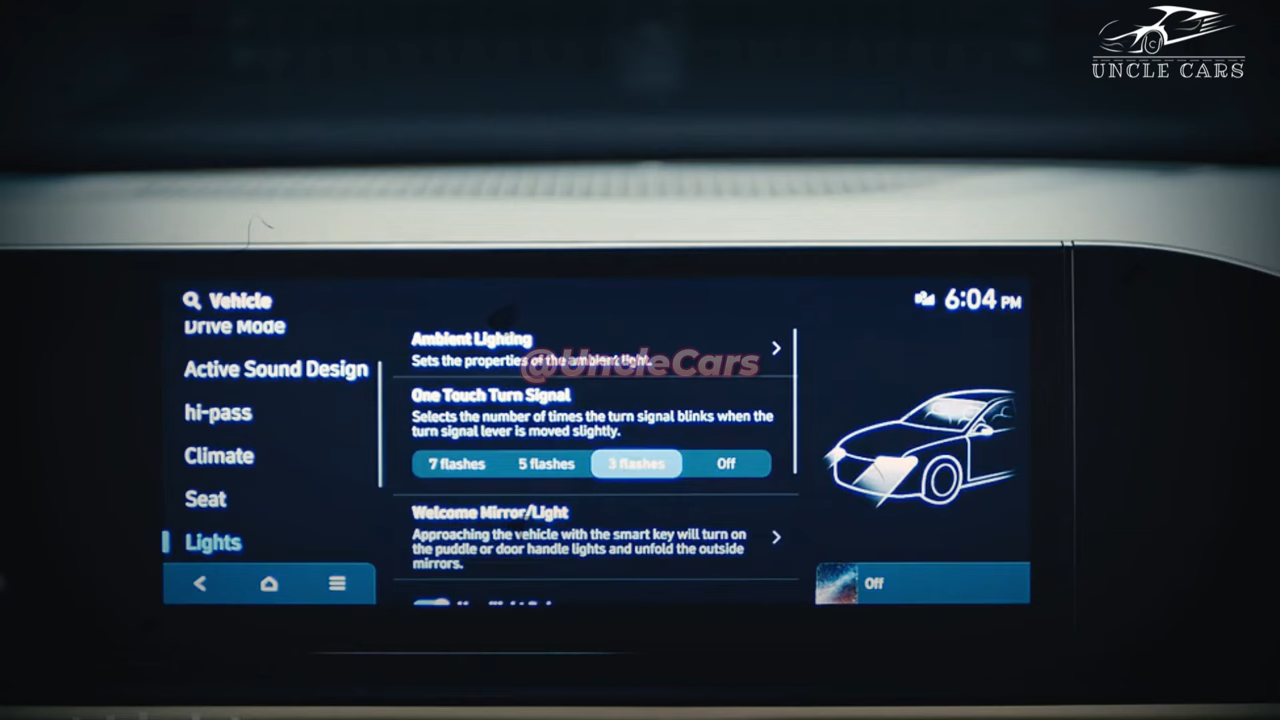 UNCLE CARS
Vehicle
6:04 PM
Drive Mode
Active Sound Design
hi-pass
Climate
Seat
Lights
Ambient Lighting
Sets the properties of the ambient light.
@UncleCars
One Touch Turn Signal
Selects the number of times the turn signal blinks when the
turn signal lever is moved slightly.
7 flashes 5 flashes 3 flashes Off
Welcome Mirror/Light
Approaching the vehicle with the smart key will turn on
the puddle or door handle lights and unfold the outside
mirrors.
Off